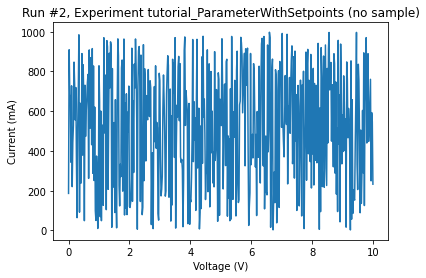 Run #2, Experiment tutorial_ParameterWithSetpoints (no sample)
1000
800
600
400
200
0
Current (mA)
0 2 4 6 8 10
Voltage (V)